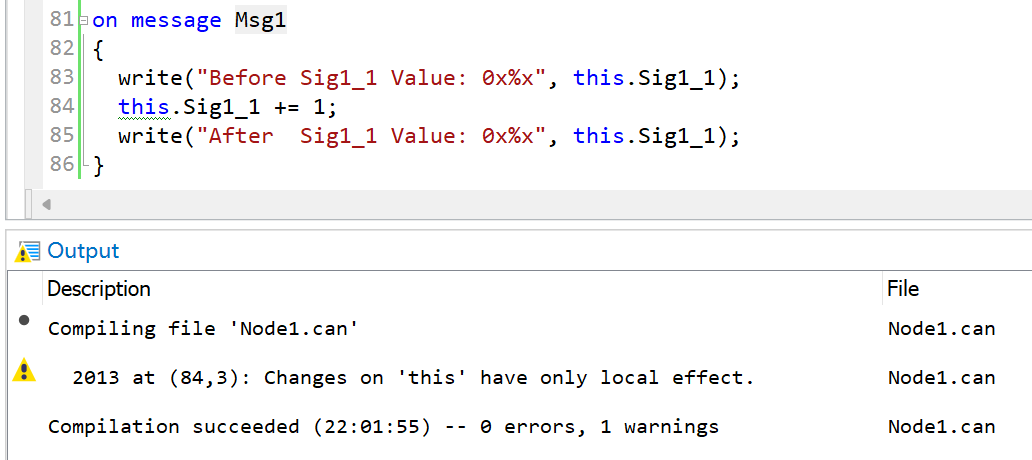 81 on message Msg1
82 {
83 write("Before Sig1_1 Value: 0x%x", this.Sig1_1);
84 this.Sig1_1 += 1;
85 write("After  Sig1_1 Value: 0x%x", this.Sig1_1);
86 }
Output
Description File
Compiling file 'Node1.can' Node1.can
2013 at (84,3): Changes on 'this' have only local effect. Node1.can
Compilation succeeded (22:01:55) -- 0 errors, 1 warnings Node1.can